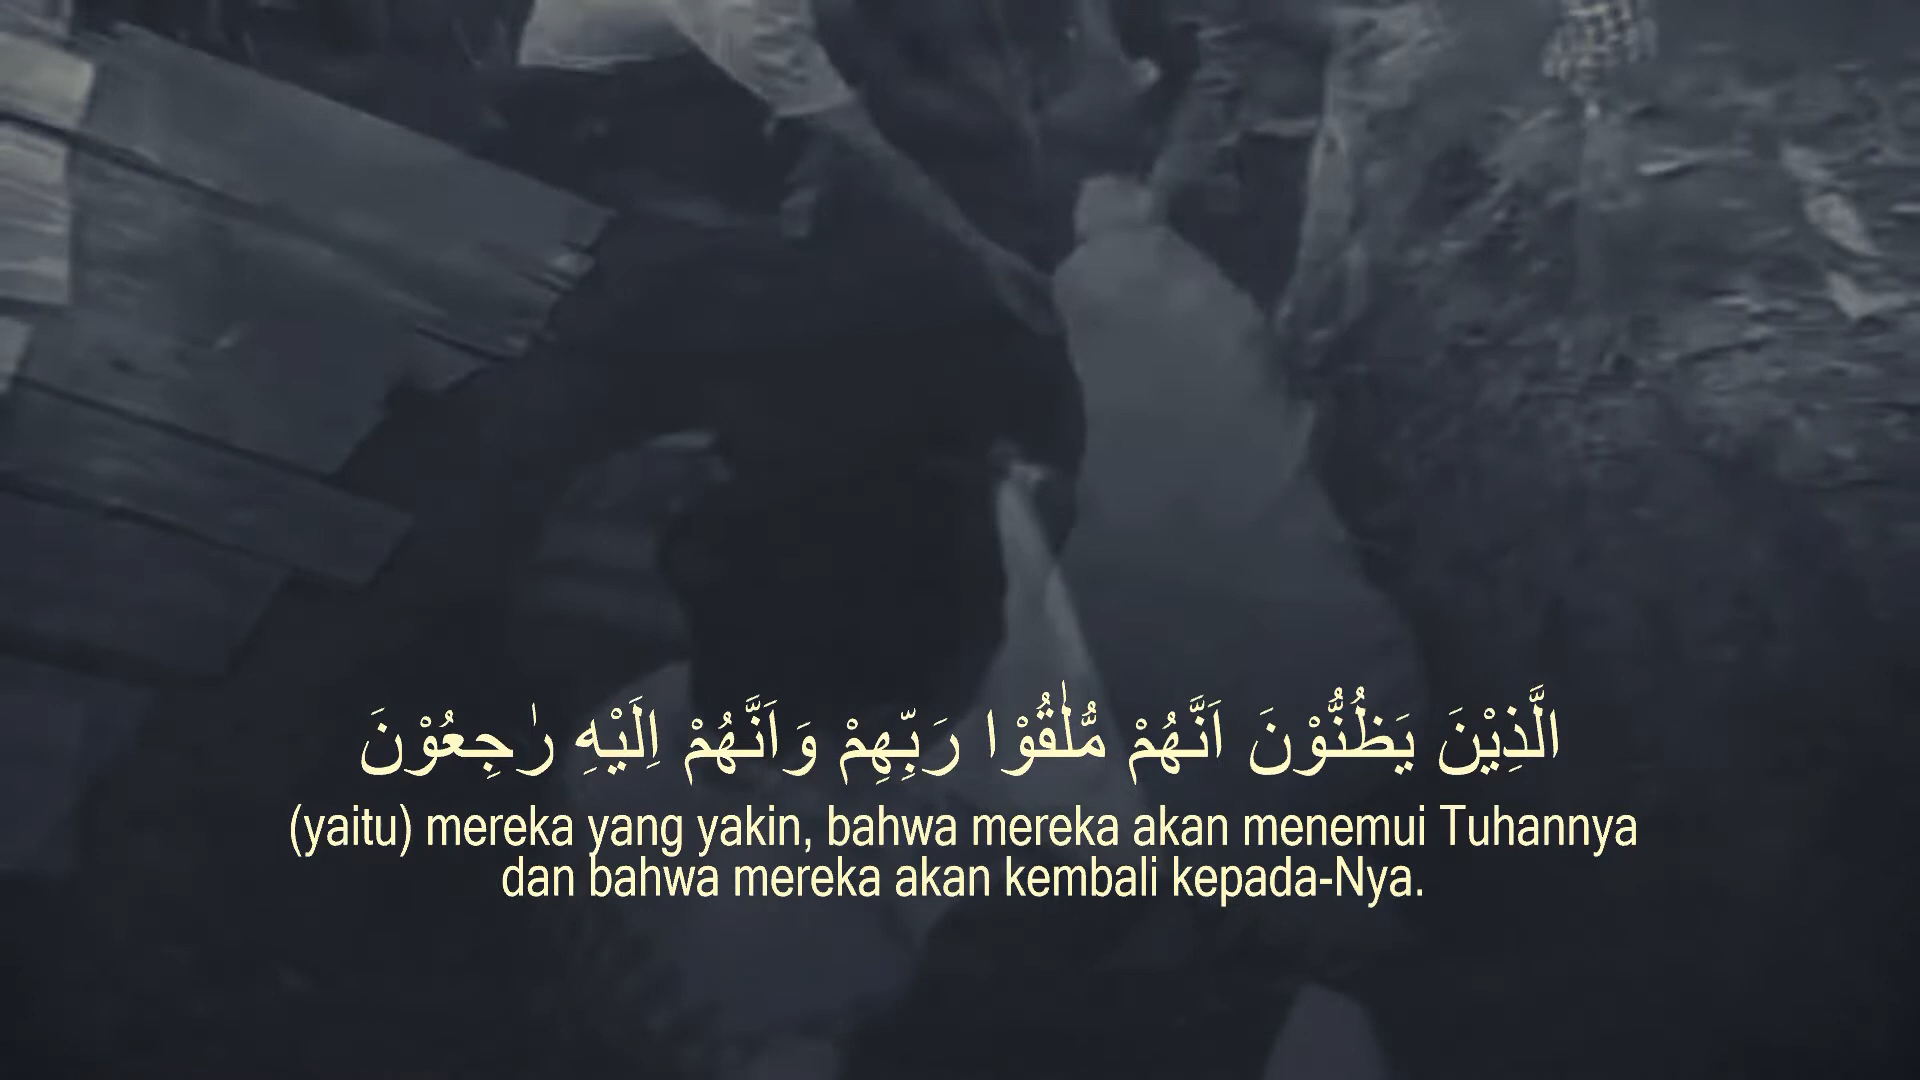 الَّذِيْنَ يَظُنُّوْنَ اَنَّهُمْ مُّلٰقُوْا رَبِّهِمْ وَاَنَّهُمْ اِلَيْهِ رٰجِعُوْنَ
(yaitu) mereka yang yakin, bahwa mereka akan menemui Tuhannya
dan bahwa mereka akan kembali kepada-Nya.